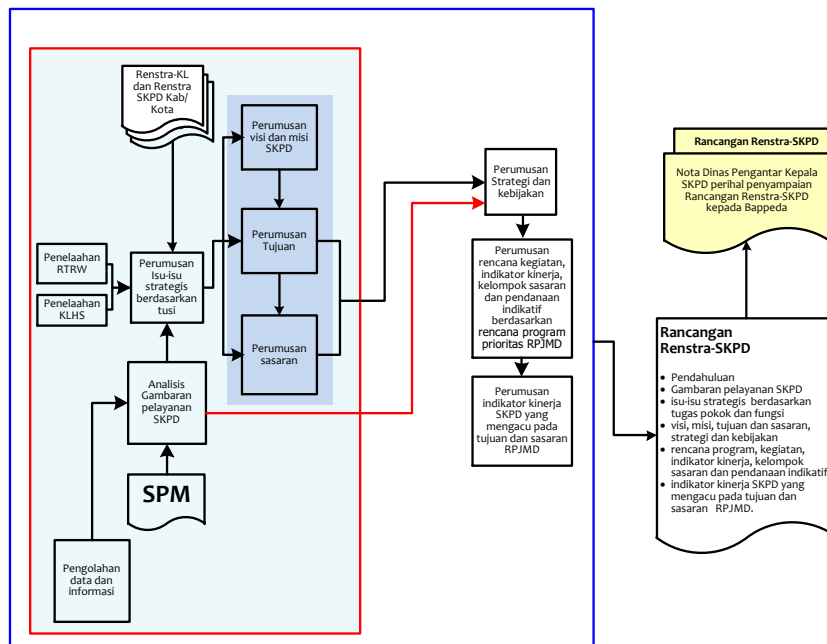 Renstra-KL
dan Renstra
SKPD Kab/
Kota
Perumusan
visi dan misi
SKPD
Penelaahan
RTRW
Penelaahan
KLHS
Perumusan
Isu-isu
strategis
berdasarkan
tusi
Perumusan
Tujuan
Perumusan
sasaran
Analisis
Gambaran
pelayanan
SKPD
SPM
Pengolahan
data dan
informasi
Perumusan
Strategi dan
kebijakan
Perumusan
rencana kegiatan,
indikator kinerja,
kelompok sasaran
dan pendanaan
indikatif
berdasarkan
rencana program
prioritas RPJMD
Perumusan
indikator kinerja
SKPD yang
mengacu pada
tujuan dan sasaran
RPJMD
Rancangan Renstra-SKPD
Nota Dinas Pengantar Kepala
SKPD perihal penyampaian
Rancangan Renstra-SKPD
kepada Bappeda
Rancangan
Renstra-SKPD
• Pendahuluan
• Gambaran pelayanan SKPD
• isu-isu strategis berdasarkan
tugas pokok dan fungsi
• visi, misi, tujuan dan sasaran,
strategi dan kebijakan
• rencana program, kegiatan,
indikator kinerja, kelompok
sasaran dan pendanaan indikatif
• indikator kinerja SKPD yang
mengacu pada tujuan dan
sasaran RPJMD.